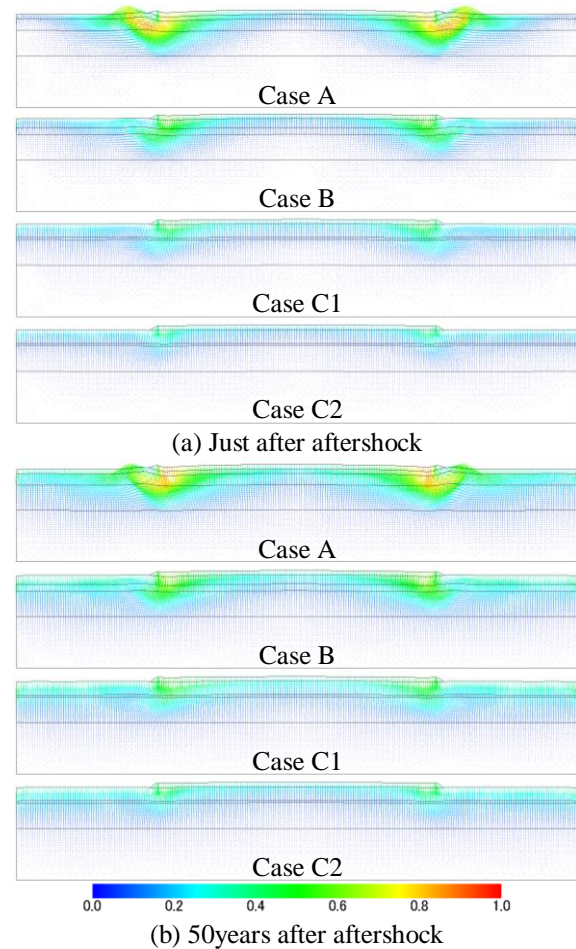 Case A
Case B
Case C1
Case C2
(a) Just after aftershock
Case A
Case B
Case C1
Case C2
0.0 0.2 0.4 0.6 0.8 1.0
(b) 50years after aftershock